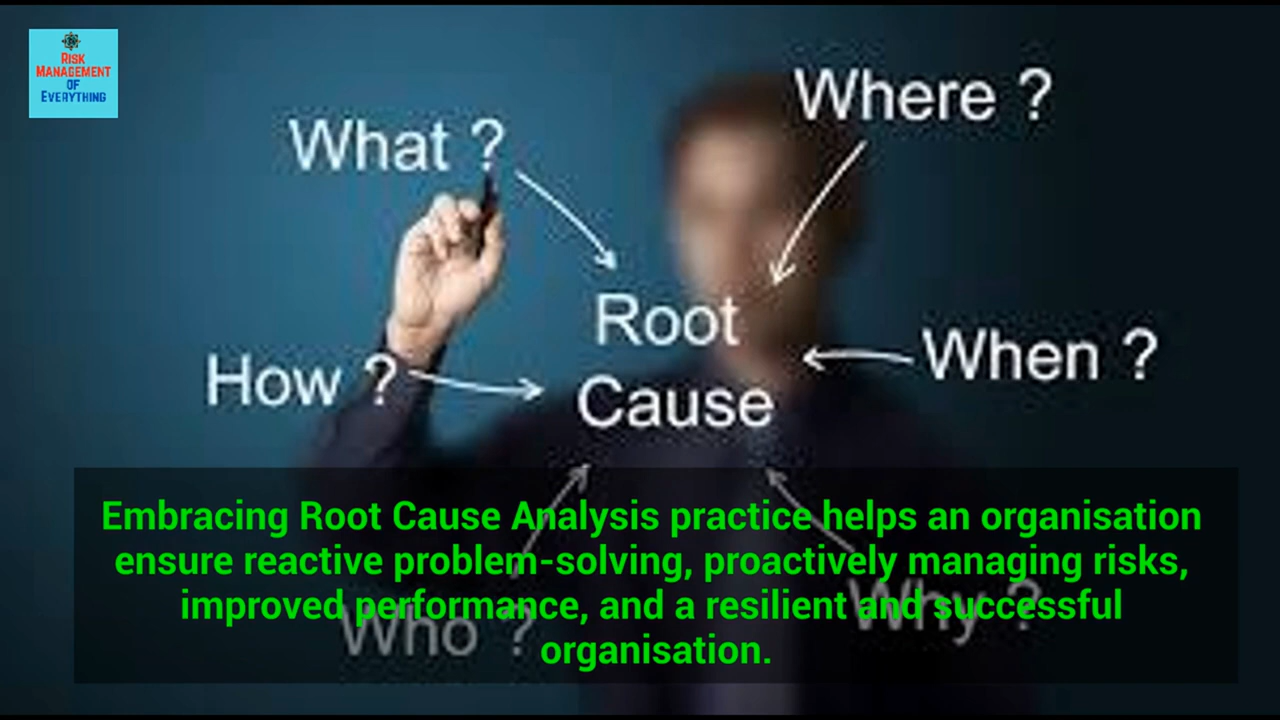 RISK
MANAGEMENT
OF
EVERYTHING
What ?
Where ?
Root
Cause
How ?
When ?
Who ?
Why ?
Embracing Root Cause Analysis practice helps an organisation
ensure reactive problem-solving, proactively managing risks,
improved performance, and a resilient and successful
organisation.